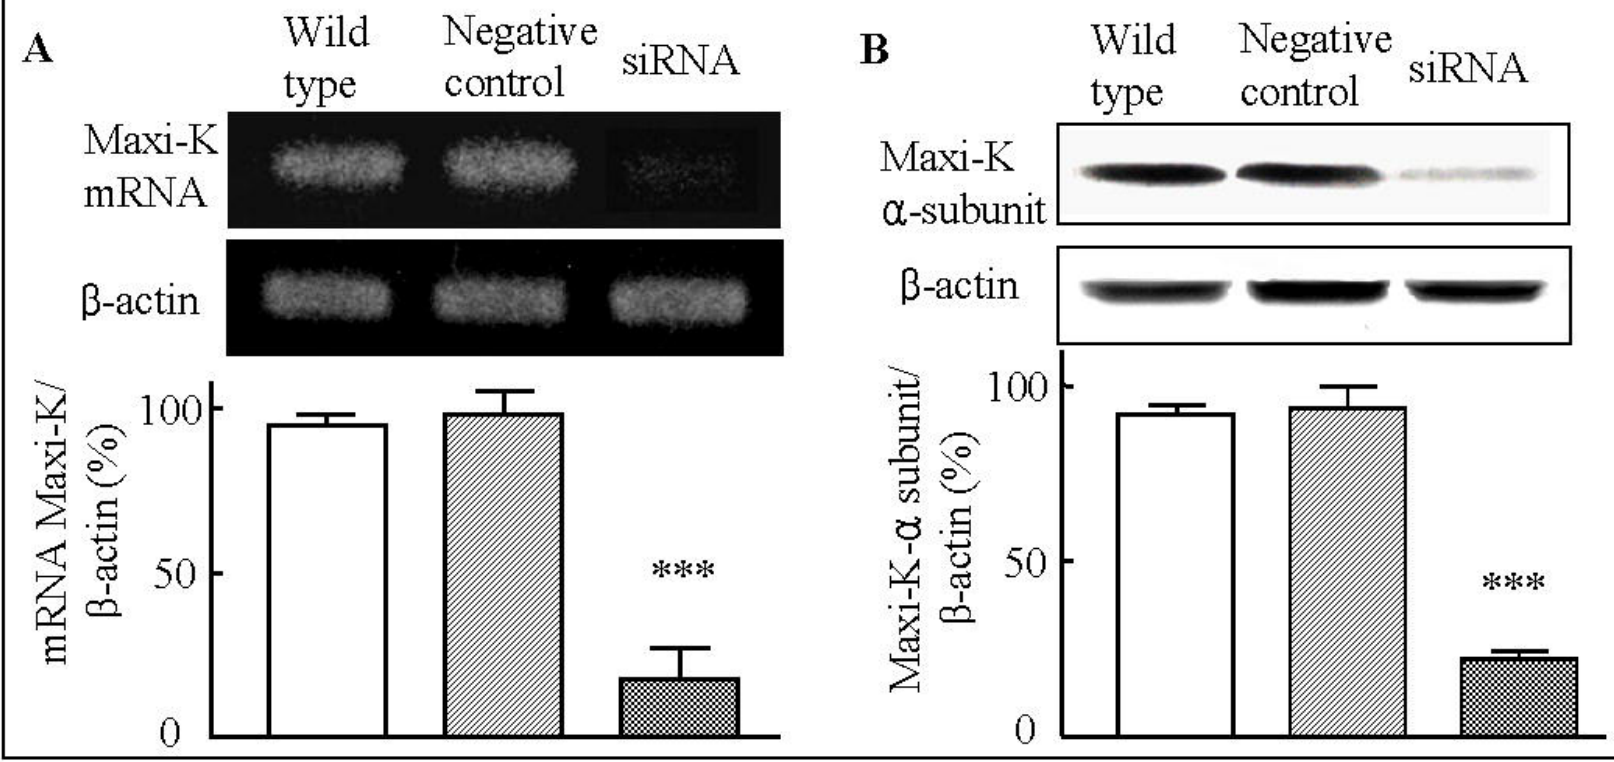 A
Wild
type
Negative
control
siRNA
Maxi-K
mRNA
β-actin
mRNA Maxi-K/
β-actin (%)
100
50
0
***
B
Wild
type
Negative
control
siRNA
Maxi-K
α-subunit
β-actin
Maxi-K-α subunit/
β-actin (%)
100
50
0
***